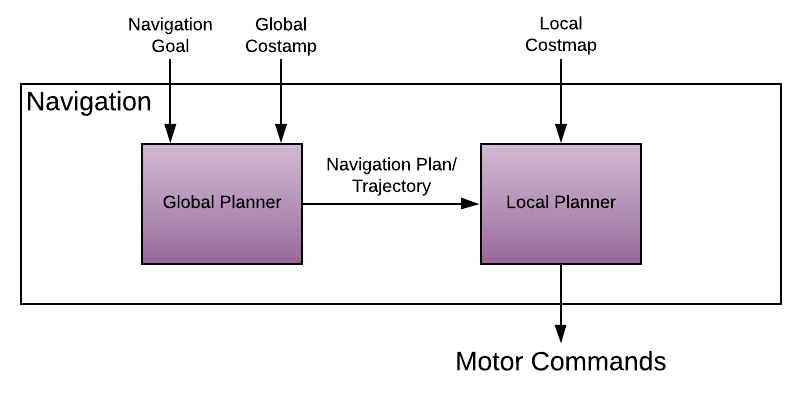 Navigation
Goal
Global
Costamp
Local
Costmap
Navigation
Navigation Plan/
Trajectory
Global Planner
Local Planner
Motor Commands